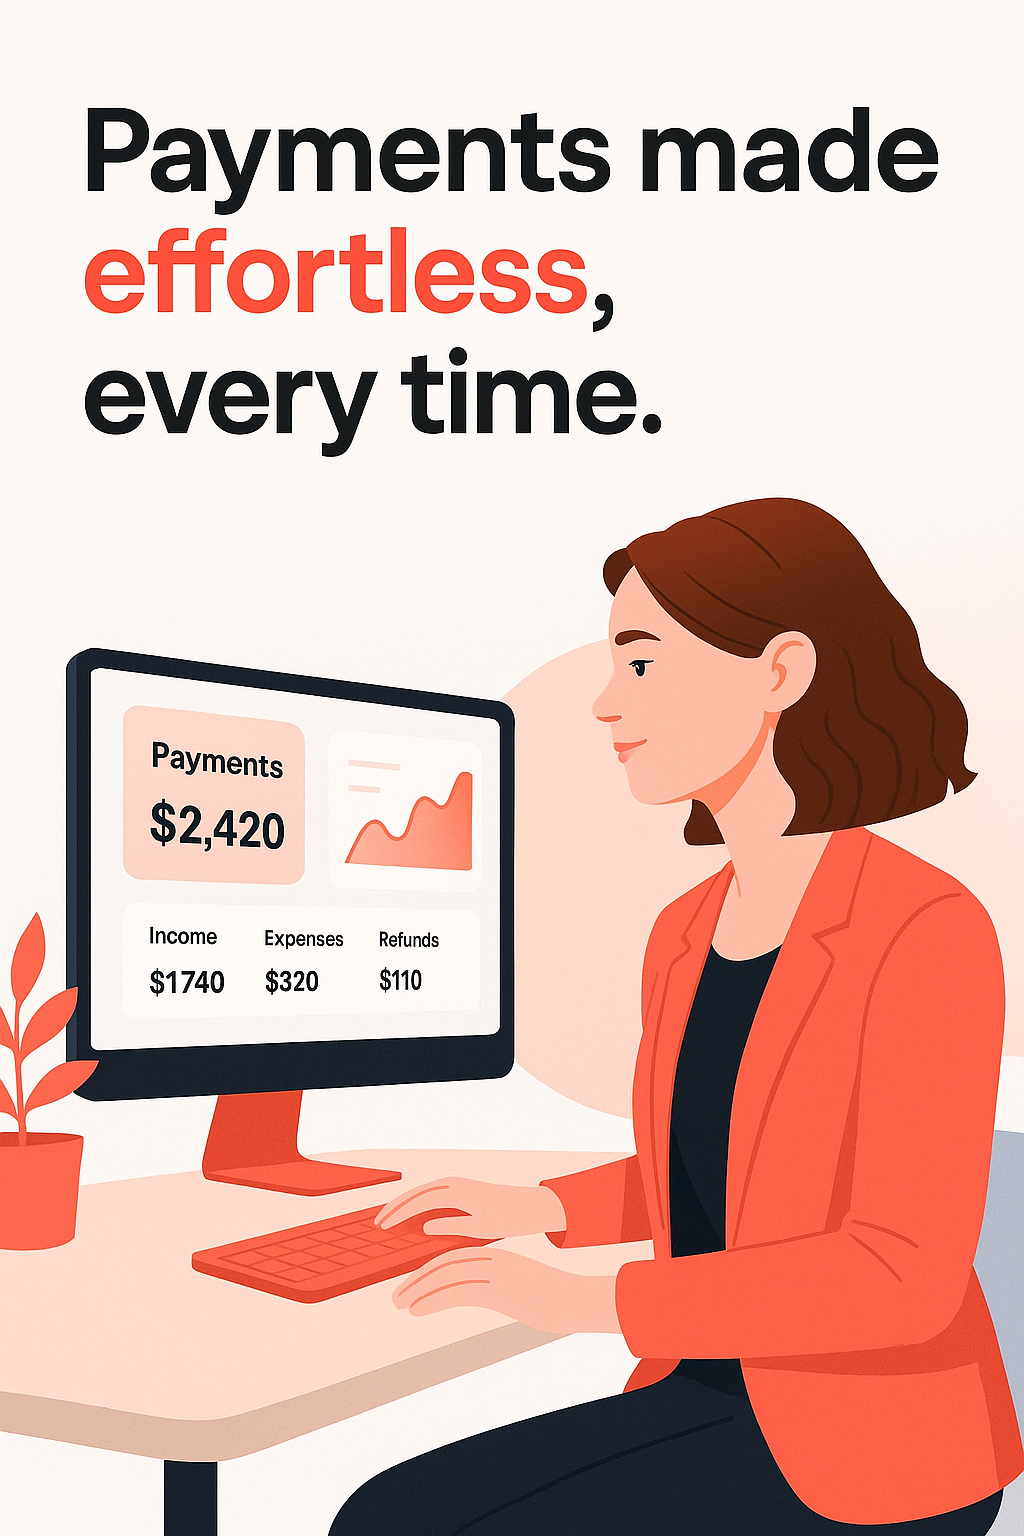 Payments made
effortless,
every time.
Payments
$2,420
Income
$1740
Expenses
$320
Refunds
$110